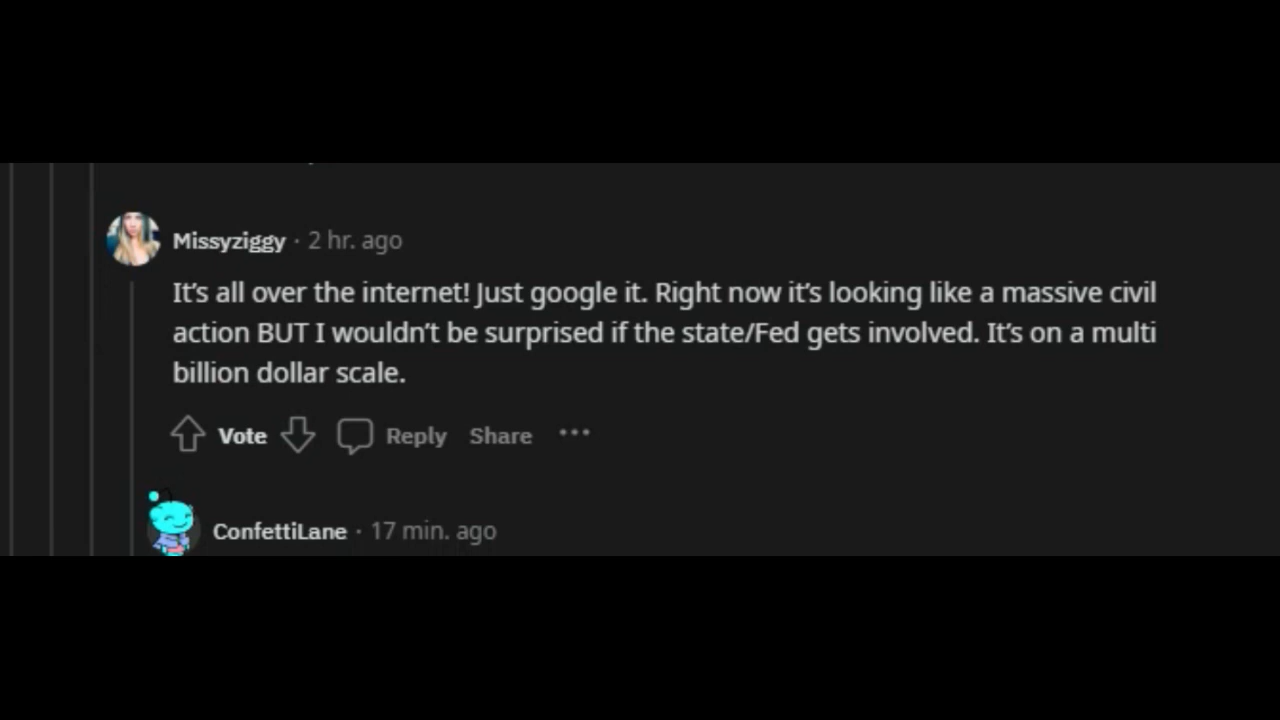 Missyziggy · 2 hr. ago
It's all over the internet! Just google it. Right now it's looking like a massive civil
action BUT I wouldn't be surprised if the state/Fed gets involved. It's on a multi
billion dollar scale.
Vote Reply Share ···
ConfettiLane · 17 min. ago